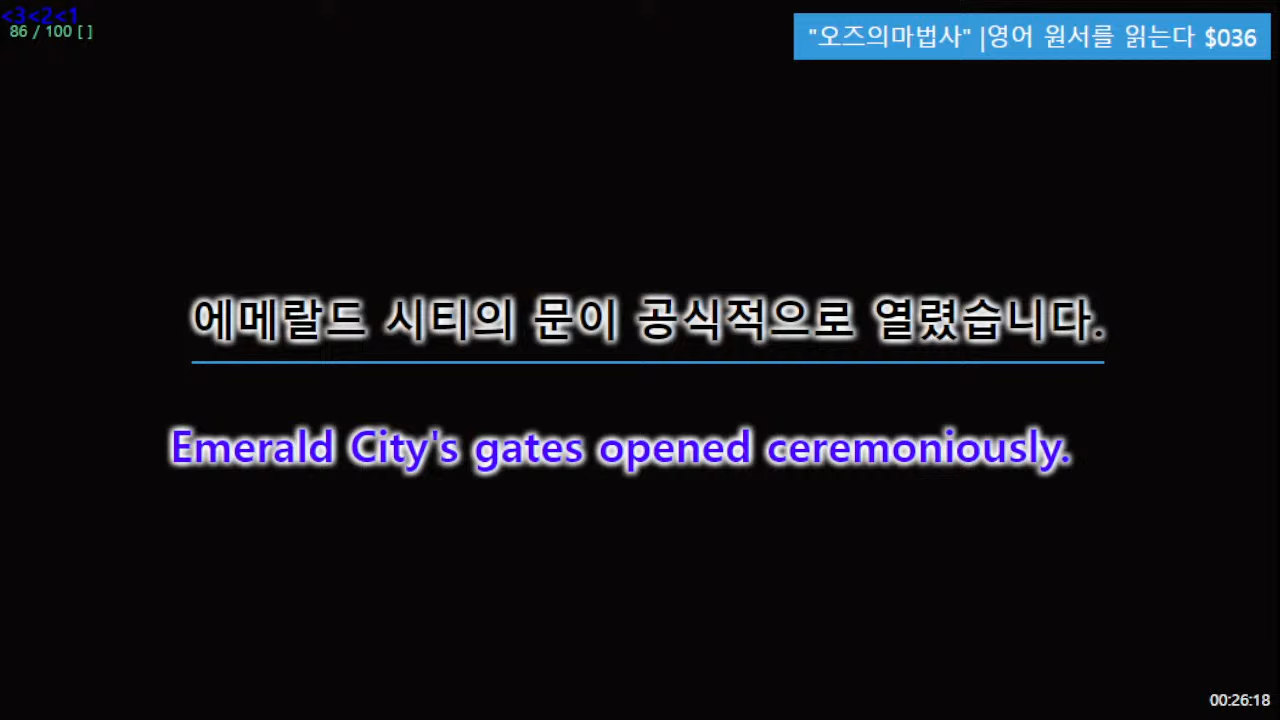 <3<2<1
86 / 100 [ ]
"오즈의마법사" |영어 원서를 읽는다 $036
에메랄드 시티의 문이 공식적으로 열렸습니다.
Emerald City's gates opened ceremoniously.
00:26:18